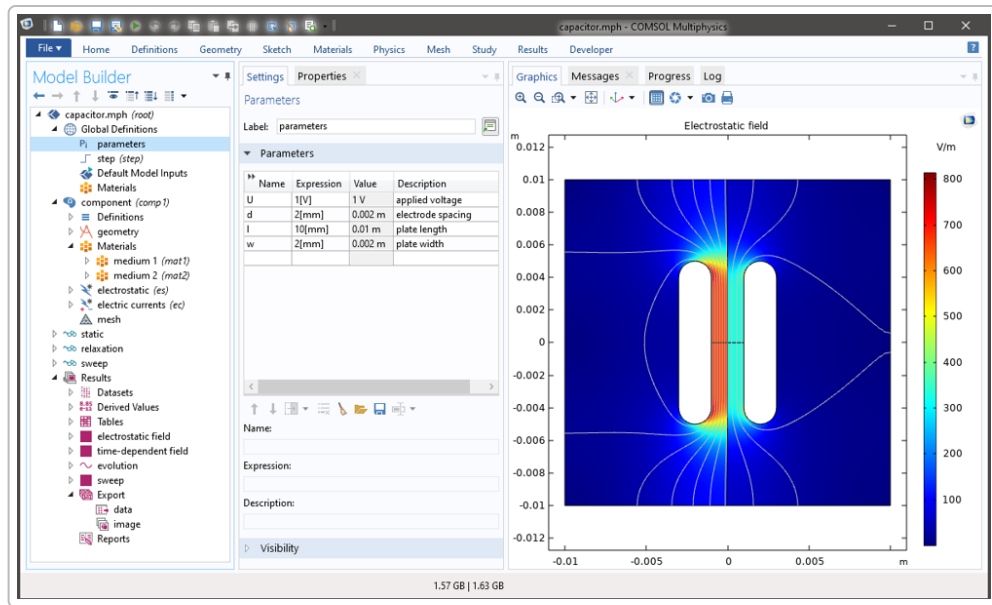 capacitor.mph - COMSOL Multiphysics
File Home Definitions Geometry Sketch Materials Physics Mesh Study Results Developer ?
Model Builder
capacitor.mph (root)
Global Definitions
Pi parameters
step (step)
Default Model Inputs
Materials
component (comp1)
Definitions
geometry
Materials
medium 1 (mat1)
medium 2 (mat2)
electrostatic (es)
electric currents (ec)
mesh
static
relaxation
sweep
Results
Datasets
8.85 e-12 Derived Values
Tables
electrostatic field
time-dependent field
evolution
sweep
Export
data
image
Reports
Settings Properties
Parameters
Label: parameters
Parameters
Name Expression Value Description
U 1[V] 1 V applied voltage
d 2[mm] 0.002 m electrode spacing
l 10[mm] 0.01 m plate length
w 2[mm] 0.002 m plate width
Name:
Expression:
Description:
Visibility
Graphics Messages Progress Log
Electrostatic field
m
0.012
0.01
0.008
0.006
0.004
0.002
0
-0.002
-0.004
-0.006
-0.008
-0.01
-0.012
-0.01 -0.005 0 0.005 m
V/m
800
700
600
500
400
300
200
100
1.57 GB | 1.63 GB